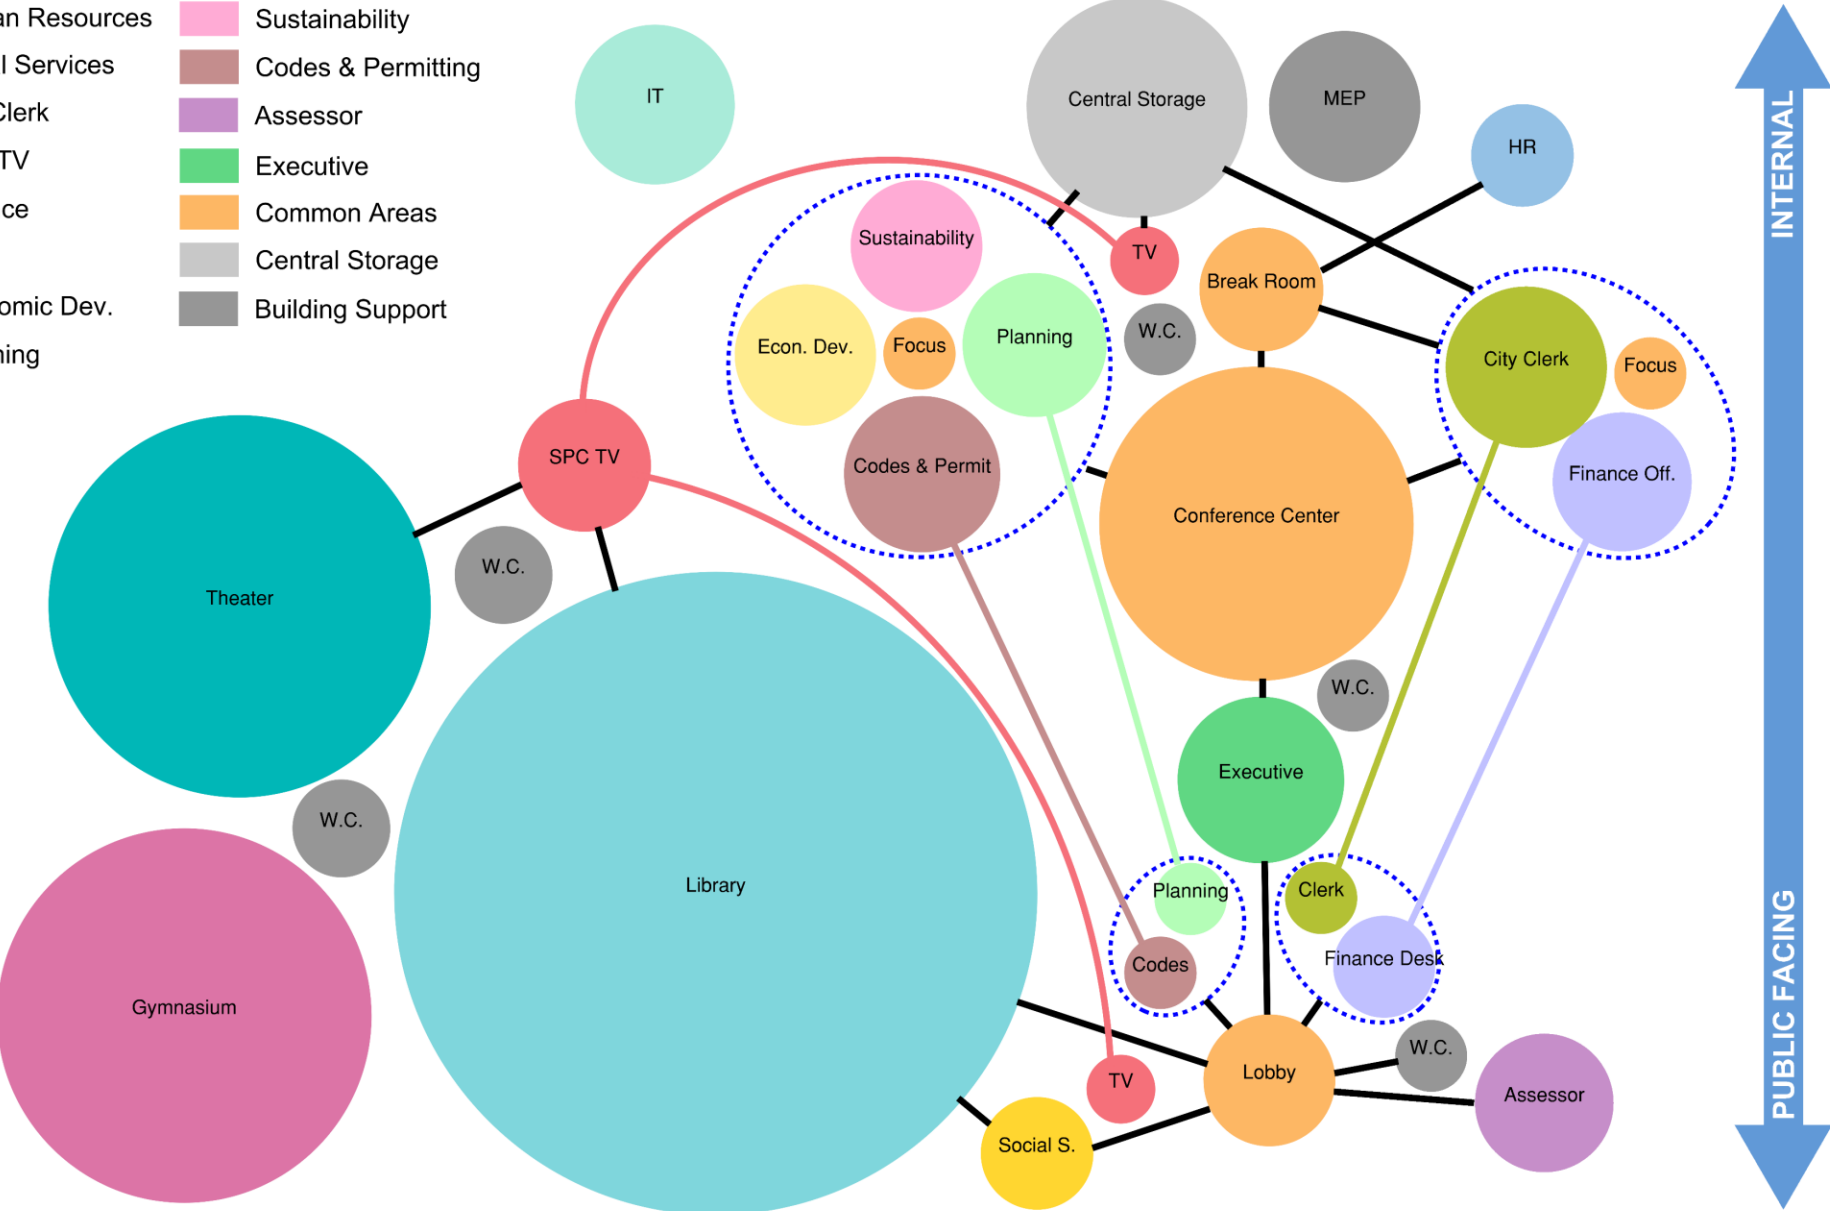 an Resources
l Services
Clerk
TV
ce
omic Dev.
ning
Sustainability
Codes & Permitting
Assessor
Executive
Common Areas
Central Storage
Building Support
IT
Central Storage
MEP
HR
INTERNAL
Sustainability
TV
Break Room
W.C.
Econ. Dev.
Focus
Planning
City Clerk
Focus
SPC TV
Codes & Permit
Finance Off.
Conference Center
W.C.
Theater
W.C.
Executive
W.C.
Library
Planning
Clerk
Codes
Finance Desk
Gymnasium
W.C.
Lobby
TV
Assessor
Social S.
PUBLIC FACING